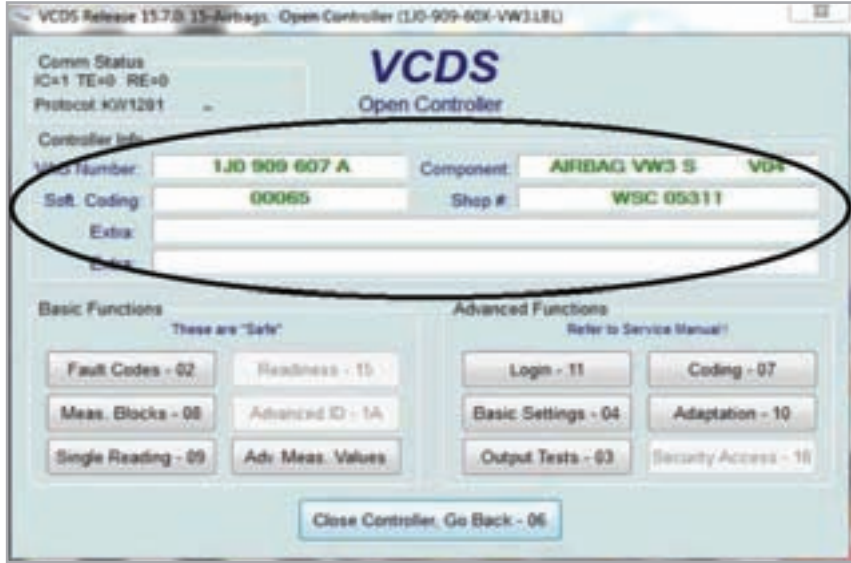 VCDS Release 15.7.0: 15-Airbags, Open Controller (1J0-909-60X-VW3.LBL)
Comm Status
IC=1 TE=0 RE=0
Protocol: KW1281
VCDS
Open Controller
Controller Info
VAG Number: 1J0 909 607 A Component: AIRBAG VW3 S V04
Soft. Coding: 00065 Shop #: WSC 05311
Extra:
Extra:
Basic Functions
These are "Safe"
Fault Codes - 02 Readiness - 15
Meas. Blocks - 08 Advanced ID - 1A
Single Reading - 09 Adv. Meas. Values
Advanced Functions
Refer to Service Manual!
Login - 11 Coding - 07
Basic Settings - 04 Adaptation - 10
Output Tests - 03 Security Access - 16
Close Controller, Go Back - 06